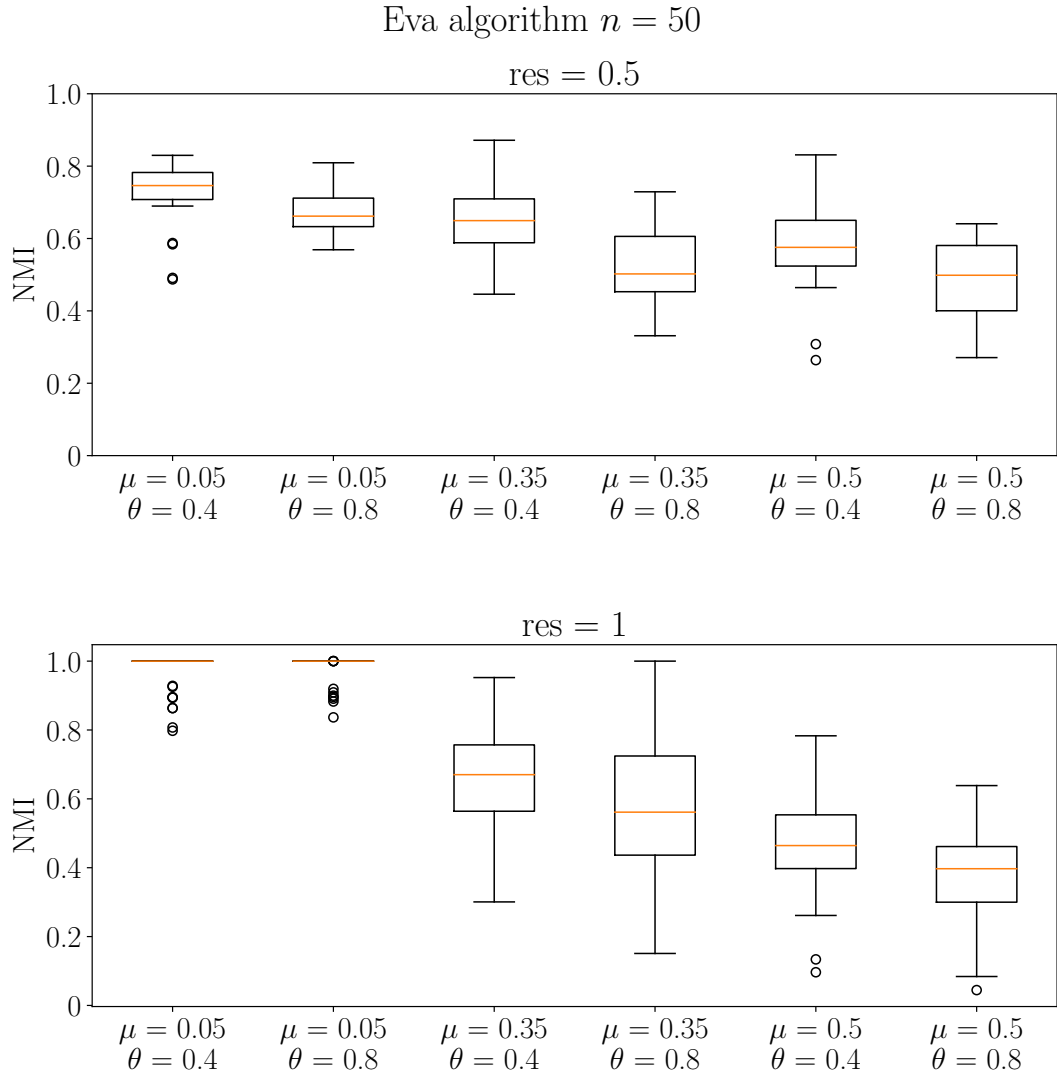 Eva algorithm n = 50
res = 0.5
1.0
0.8
0.6
0.4
0.2
0
NMI
μ = 0.05 μ = 0.05 μ = 0.35 μ = 0.35 μ = 0.5 μ = 0.5
θ = 0.4 θ = 0.8 θ = 0.4 θ = 0.8 θ = 0.4 θ = 0.8
res = 1
1.0
0.8
0.6
0.4
0.2
0
NMI
μ = 0.05 μ = 0.05 μ = 0.35 μ = 0.35 μ = 0.5 μ = 0.5
θ = 0.4 θ = 0.8 θ = 0.4 θ = 0.8 θ = 0.4 θ = 0.8